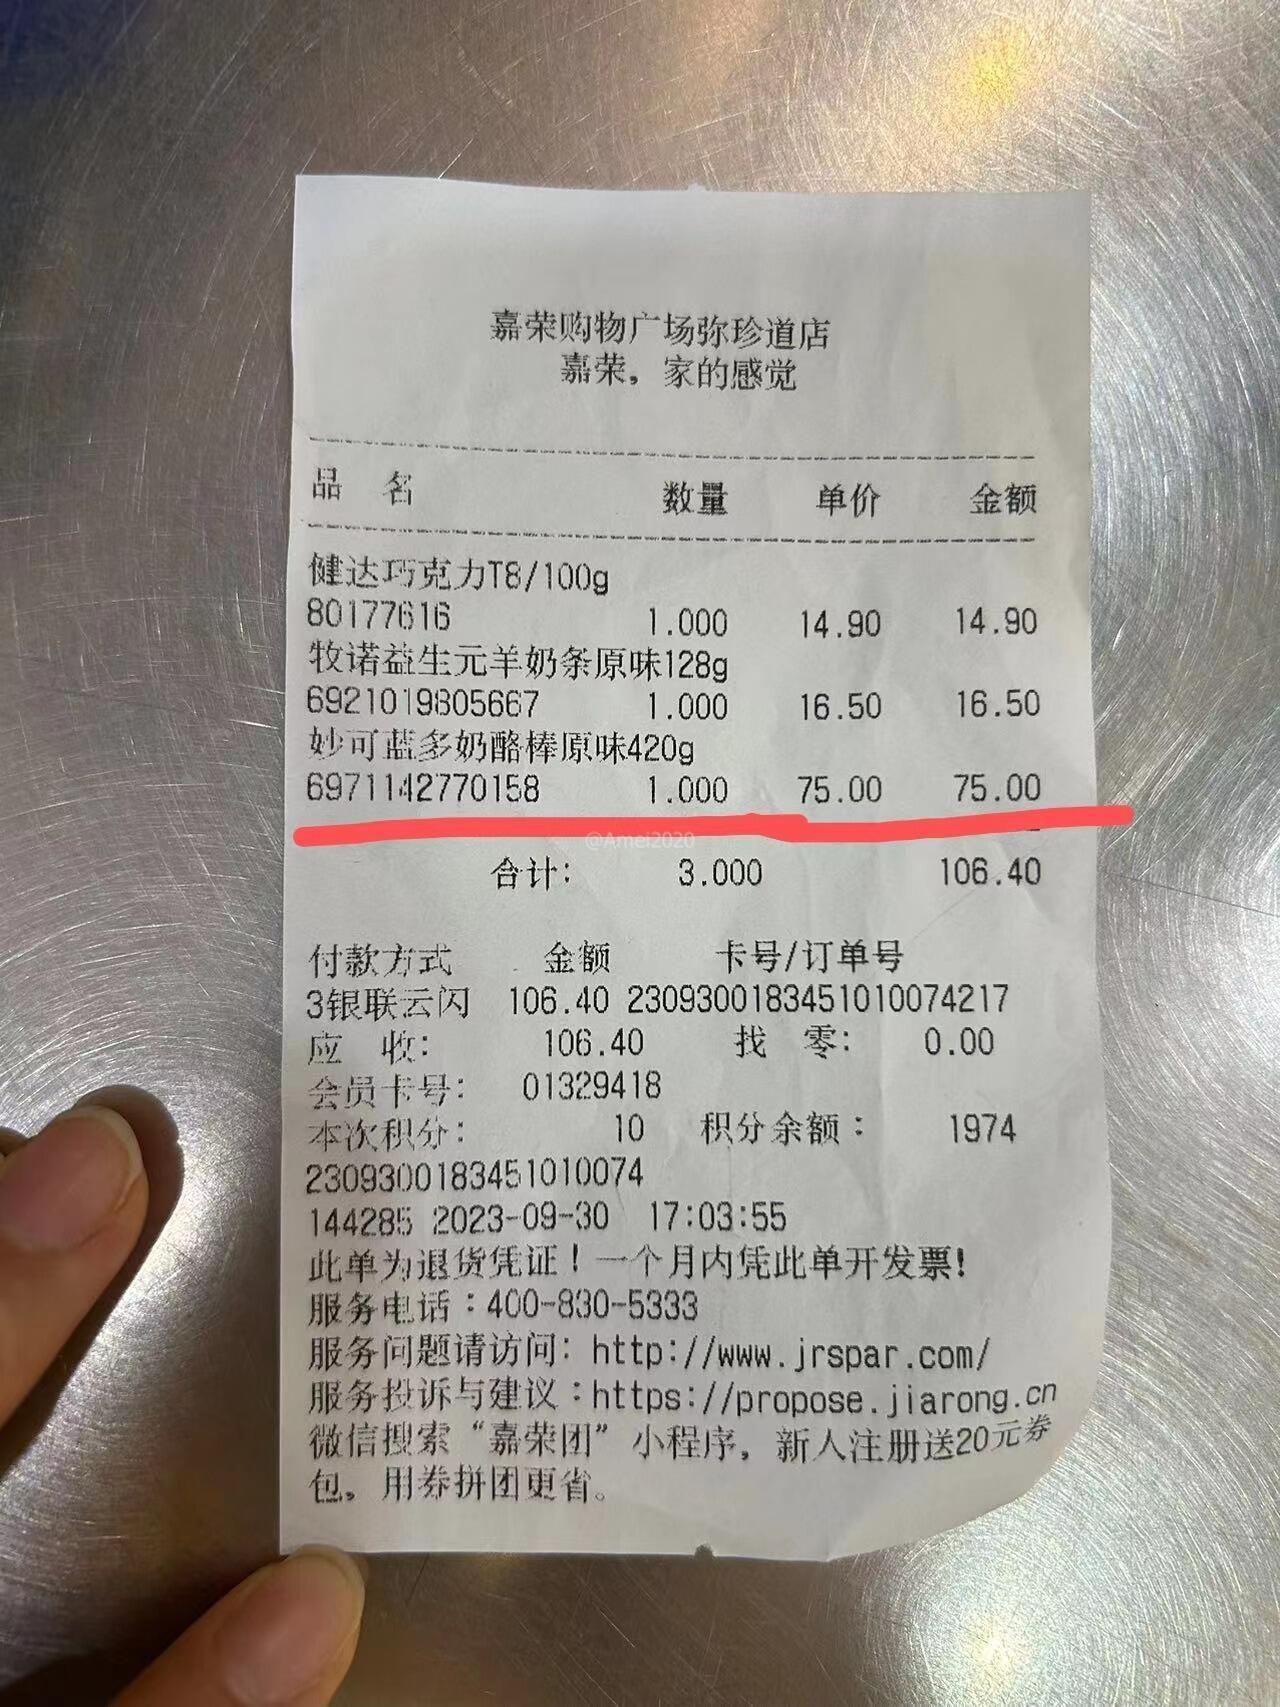 嘉荣购物广场弥珍道店
嘉荣，家的感觉
品 名 数量 单价 金额
健达巧克力T8/100g
80177616 1.000 14.90 14.90
牧诺益生元羊奶条原味128g
6921019805667 1.000 16.50 16.50
妙可蓝多奶酪棒原味420g
6971142770158 1.000 75.00 75.00
@Amei2020
合计: 3.000 106.40
付款方式 金额 卡号/订单号
3银联云闪 106.40 2309300183451010074217
应 收: 106.40 找 零: 0.00
会员卡号: 01329418
本次积分: 10 积分余额: 1974
2309300183451010074
144285 2023-09-30 17:03:55
此单为退货凭证!一个月内凭此单开发票!
服务电话:400-830-5333
服务问题请访问: http://www.jrspar.com/
服务投诉与建议:https://propose.jiarong.cn
微信搜索“嘉荣团”小程序，新人注册送20元券
包，用券拼团更省。